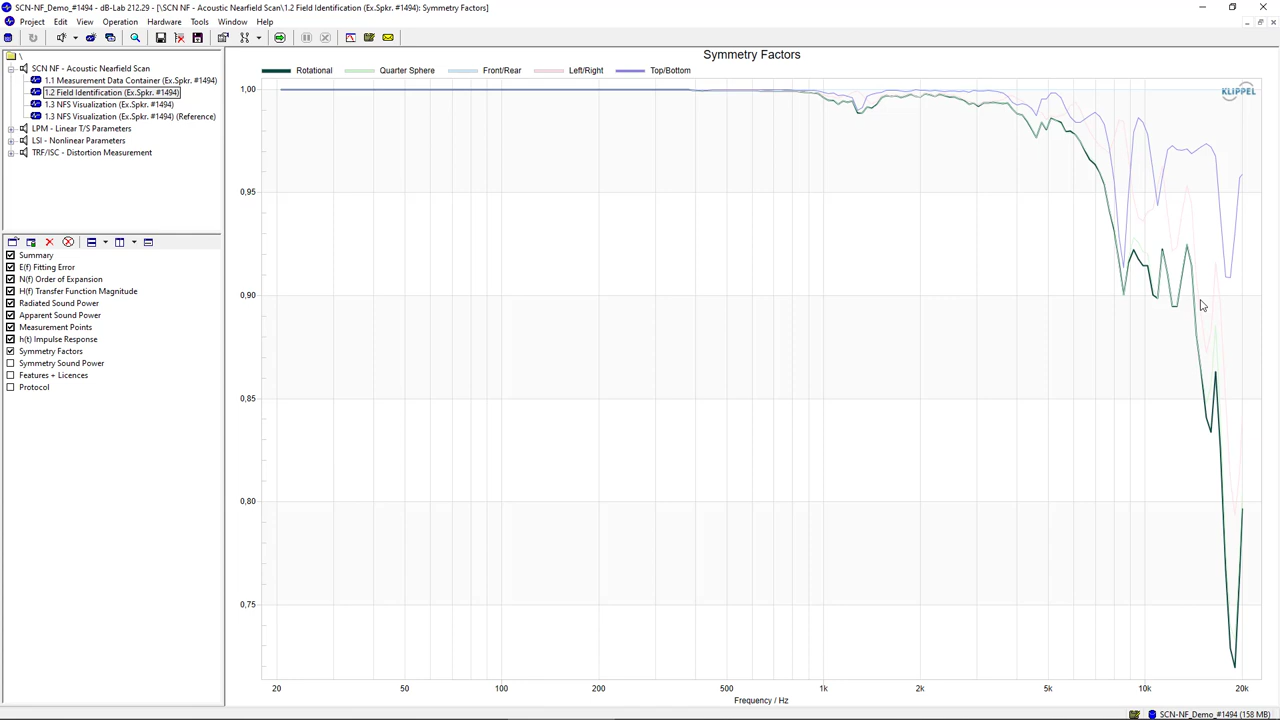 SCN-NF_Demo_#1494 - dB-Lab 212.29 - [\SCN NF - Acoustic Nearfield Scan\1.2 Field Identification (Ex.Spkr. #1494): Symmetry Factors]
Project Edit View Operation Hardware Tools Window Help
\
SCN NF - Acoustic Nearfield Scan
1.1 Measurement Data Container (Ex.Spkr. #1494)
1.2 Field Identification (Ex.Spkr. #1494)
1.3 NFS Visualization (Ex.Spkr. #1494)
1.3 NFS Visualization (Ex.Spkr. #1494) (Reference)
LPM - Linear T/S Parameters
LSI - Nonlinear Parameters
TRF/ISC - Distortion Measurement
Summary
E(f) Fitting Error
N(f) Order of Expansion
H(f) Transfer Function Magnitude
Radiated Sound Power
Apparent Sound Power
Measurement Points
h(t) Impulse Response
Symmetry Factors
Symmetry Sound Power
Features + Licences
Protocol
Symmetry Factors
Rotational Quarter Sphere Front/Rear Left/Right Top/Bottom
KLIPPEL
1,00
0,95
0,90
0,85
0,80
0,75
20 50 100 200 500 1k 2k 5k 10k 20k
Frequency / Hz
SCN-NF_Demo_#1494 (158 MB)